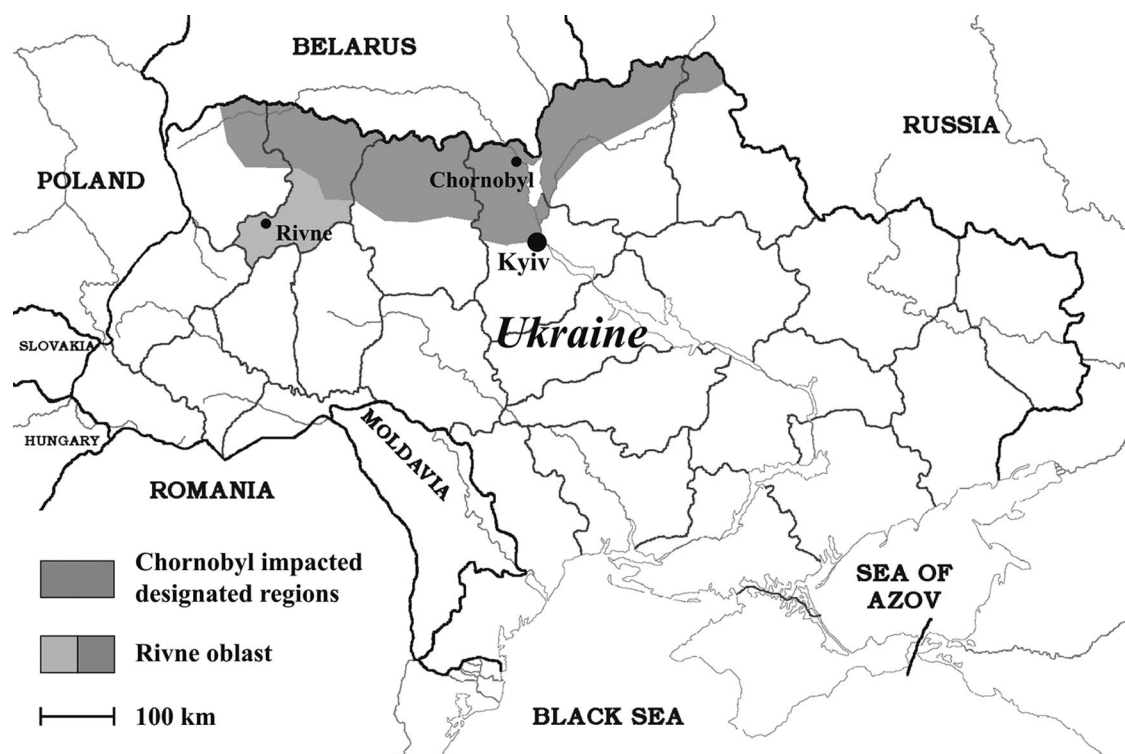 BELARUS
RUSSIA
POLAND
Chornobyl
Rivne
Kyiv
Ukraine
SLOVAKIA
HUNGARY
MOLDAVIA
ROMANIA
Chornobyl impacted
designated regions
SEA OF
AZOV
Rivne oblast
100 km
BLACK SEA